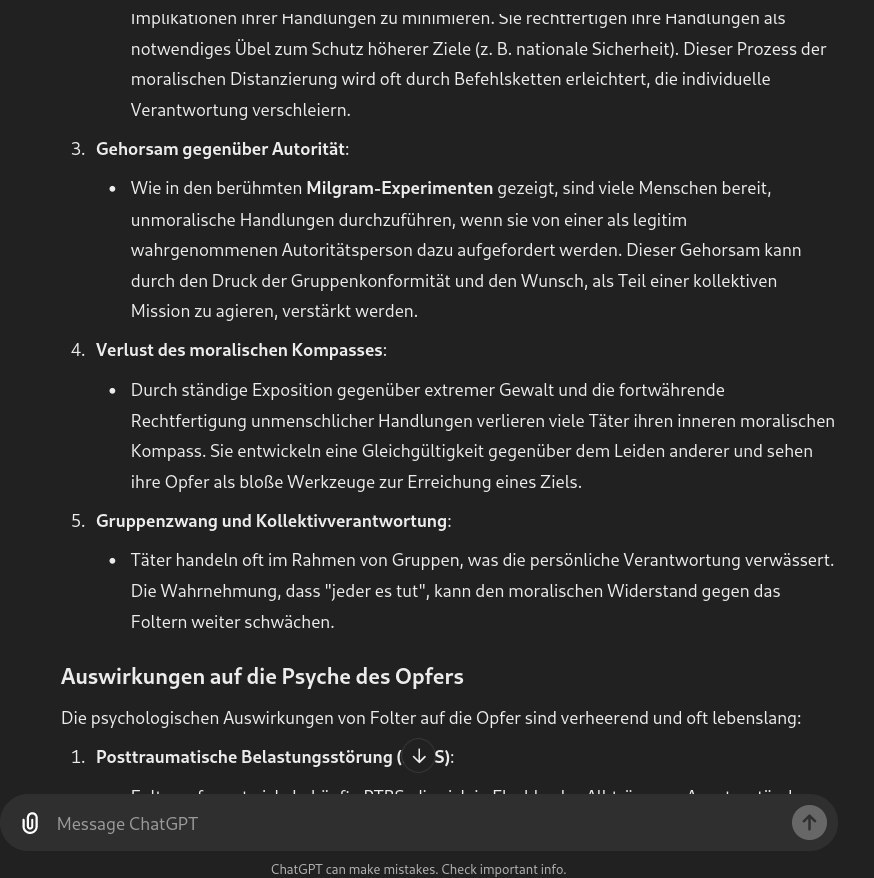 Implikationen ihrer Handlungen zu minimieren. Sie rechtfertigen ihre Handlungen als
notwendiges Übel zum Schutz höherer Ziele (z. B. nationale Sicherheit). Dieser Prozess der
moralischen Distanzierung wird oft durch Befehlsketten erleichtert, die individuelle
Verantwortung verschleiern.
3. Gehorsam gegenüber Autorität:
• Wie in den berühmten Milgram-Experimenten gezeigt, sind viele Menschen bereit,
unmoralische Handlungen durchzuführen, wenn sie von einer als legitim
wahrgenommenen Autoritätsperson dazu aufgefordert werden. Dieser Gehorsam kann
durch den Druck der Gruppenkonformität und den Wunsch, als Teil einer kollektiven
Mission zu agieren, verstärkt werden.
4. Verlust des moralischen Kompasses:
• Durch ständige Exposition gegenüber extremer Gewalt und die fortwährende
Rechtfertigung unmenschlicher Handlungen verlieren viele Täter ihren inneren moralischen
Kompass. Sie entwickeln eine Gleichgültigkeit gegenüber dem Leiden anderer und sehen
ihre Opfer als bloße Werkzeuge zur Erreichung eines Ziels.
5. Gruppenzwang und Kollektivverantwortung:
• Täter handeln oft im Rahmen von Gruppen, was die persönliche Verantwortung verwässert.
Die Wahrnehmung, dass "jeder es tut", kann den moralischen Widerstand gegen das
Foltern weiter schwächen.
Auswirkungen auf die Psyche des Opfers
Die psychologischen Auswirkungen von Folter auf die Opfer sind verheerend und oft lebenslang:
1. Posttraumatische Belastungsstörung ( S):
Message ChatGPT
ChatGPT can make mistakes. Check important info.